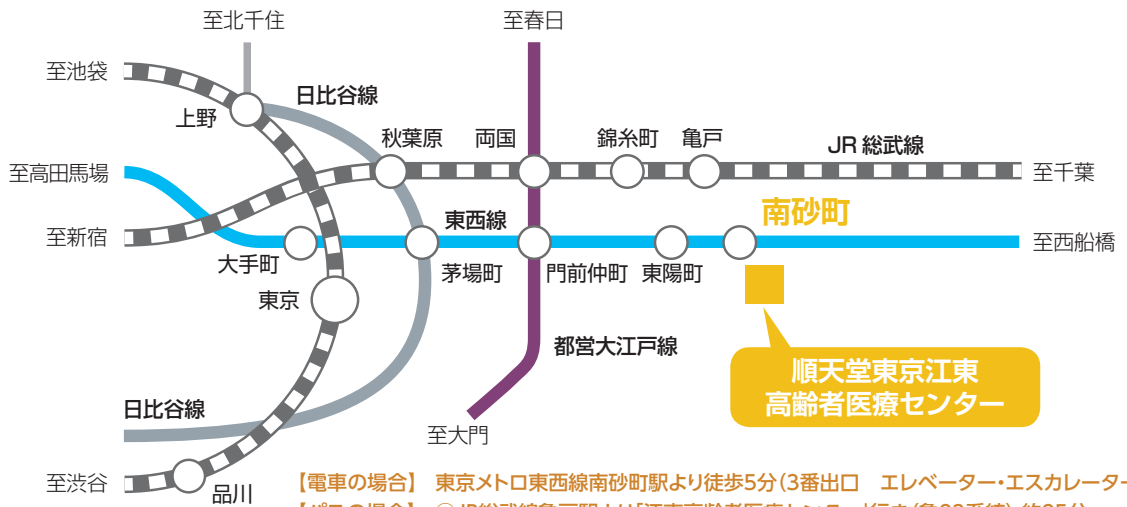 至北千住
至春日
至池袋
日比谷線
上野
秋葉原
両国
錦糸町
亀戸
JR 総武線
至高田馬場
至千葉
南砂町
東西線
至新宿
至西船橋
大手町
茅場町
門前仲町
東陽町
東京
都営大江戸線
順天堂東京江東
高齢者医療センター
日比谷線
至大門
至渋谷
品川
【電車の場合】 東京メトロ東西線南砂町駅より徒歩5分(3番出口 エレベーター・エスカレーター